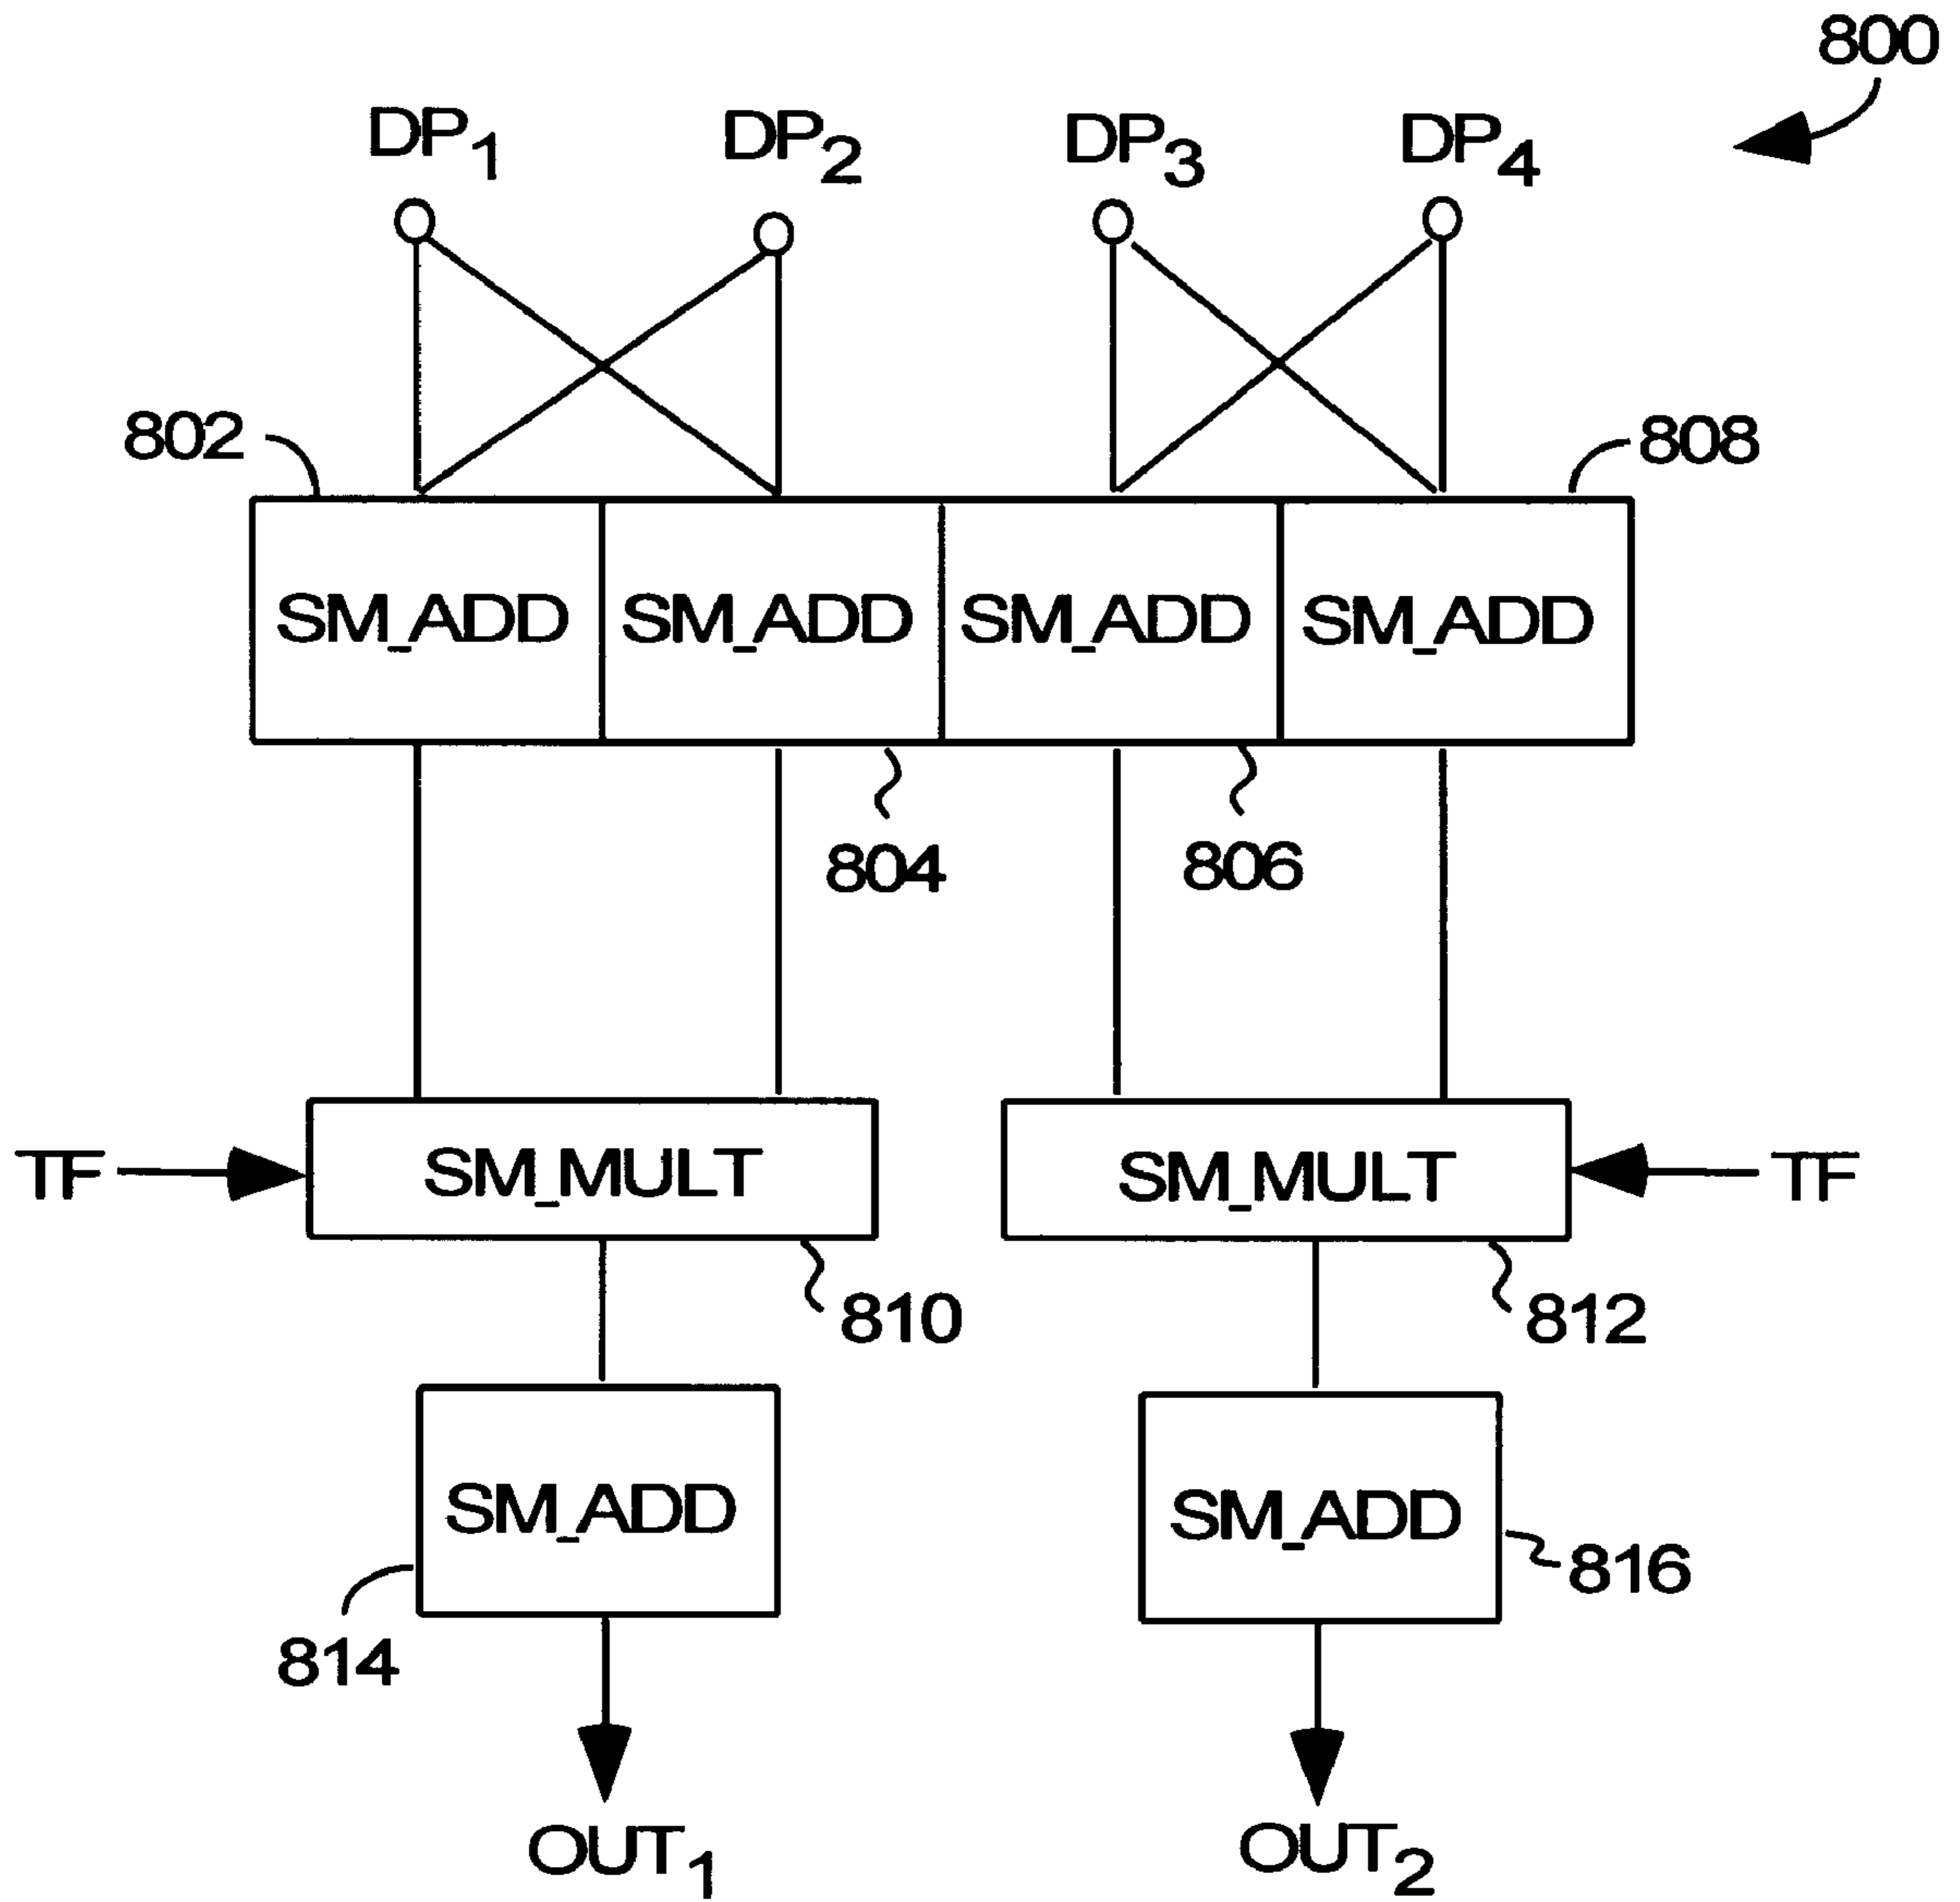 800
DP1 DP2 DP3 DP4
802 808
SM_ADD SM_ADD SM_ADD SM_ADD
804 806
TF SM_MULT SM_MULT TF
810 812
SM_ADD SM_ADD
814 816
OUT1 OUT2